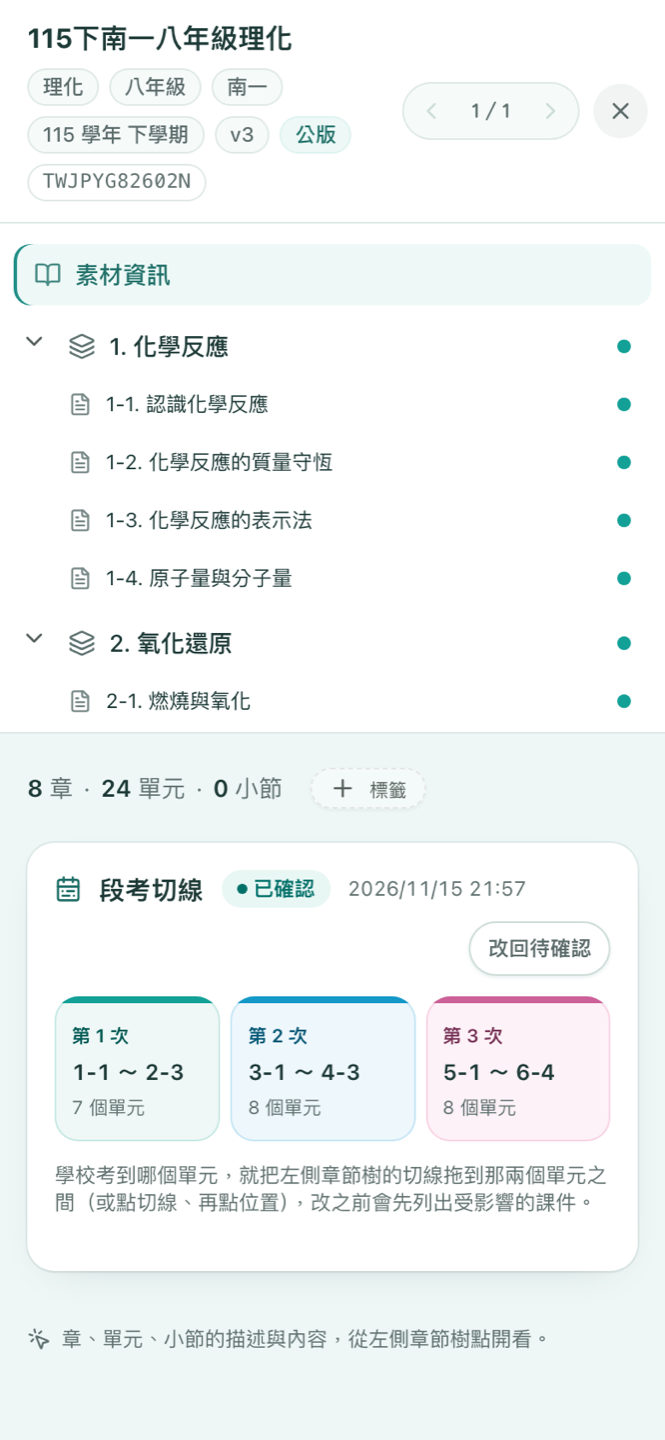 115下南一八年級理化
理化 八年級 南一
115 學年 下學期 v3 公版
TWJPYG82602N
1 / 1
素材資訊
1. 化學反應
1-1. 認識化學反應
1-2. 化學反應的質量守恆
1-3. 化學反應的表示法
1-4. 原子量與分子量
2. 氧化還原
2-1. 燃燒與氧化
8 章 · 24 單元 · 0 小節 + 標籤
段考切線 已確認 2026/11/15 21:57
改回待確認
第 1 次
1-1 ～ 2-3
7 個單元
第 2 次
3-1 ～ 4-3
8 個單元
第 3 次
5-1 ～ 6-4
8 個單元
學校考到哪個單元，就把左側章節樹的切線拖到那兩個單元之
間（或點切線、再點位置），改之前會先列出受影響的課件。
章、單元、小節的描述與內容，從左側章節樹點開看。